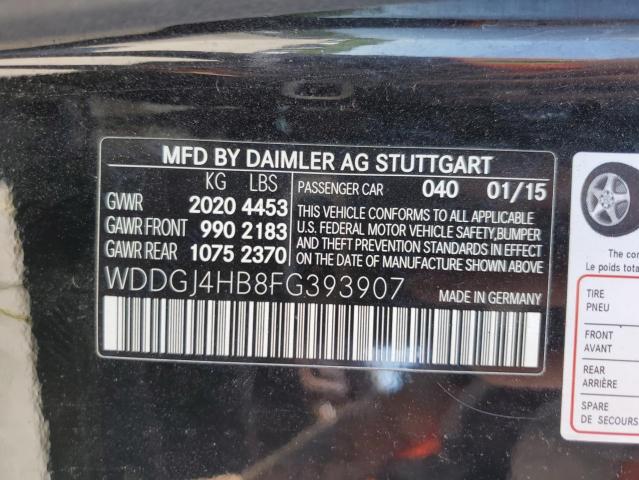 MFD BY DAIMLER AG STUTTGART
KG LBS
GVWR 2020 4453
GAWR FRONT 990 2183
GAWR REAR 1075 2370
PASSENGER CAR 040 01/15
THIS VEHICLE CONFORMS TO ALL APPLICABLE
U.S. FEDERAL MOTOR VEHICLE SAFETY,BUMPER
AND THEFT PREVENTION STANDARDS IN EFFECT
ON THE DATE OF MANUFACTURE SHOWN ABOVE.
WDDGJ4HB8FG393907
MADE IN GERMANY
The
Le poids total
TIRE
PNEU
FRONT
AVANT
REAR
ARRIÈRE
SPARE
DE SECOURS